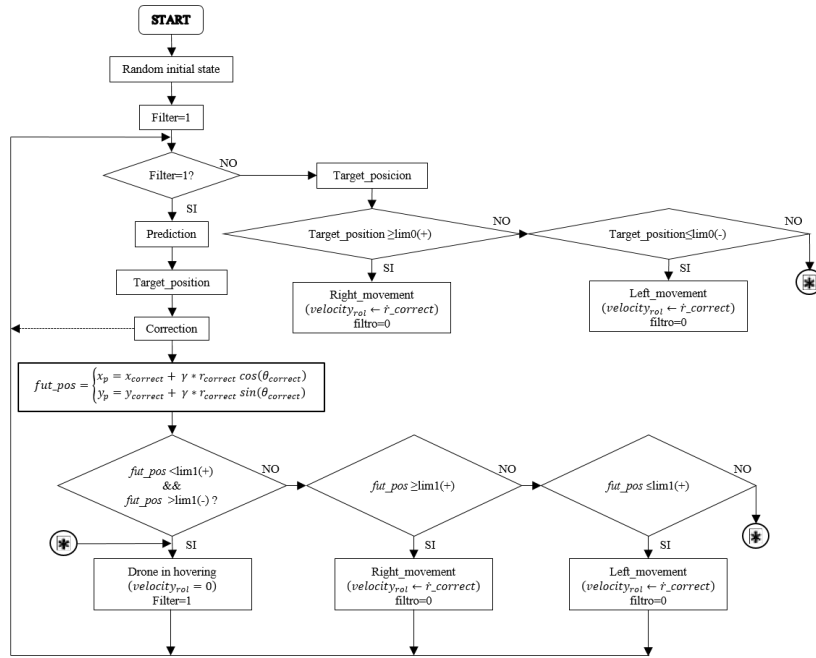 START
Random initial state
Filter=1
Filter=1?
NO
Target_posicion
SI
Prediction
Target_position ≥lim0(+)
NO
Target_position≤lim0(-)
NO
Target_position
SI
SI
Right_movement
(velocity_rol ← ṙ_correct)
filtro=0
Left_movement
(velocity_rol ← ṙ_correct)
filtro=0
*
Correction
fut_pos = { x_p = x_correct + γ * r_correct cos(θ_correct)
y_p = y_correct + γ * r_correct sin(θ_correct)
fut_pos <lim1(+)
&&
fut_pos >lim1(-) ?
NO
fut_pos ≥lim1(+)
NO
fut_pos ≤lim1(+)
NO
*
*
SI
SI
SI
Drone in hovering
(velocity_rol = 0)
Filter=1
Right_movement
(velocity_rol ← ṙ_correct)
filtro=0
Left_movement
(velocity_rol ← ṙ_correct)
filtro=0